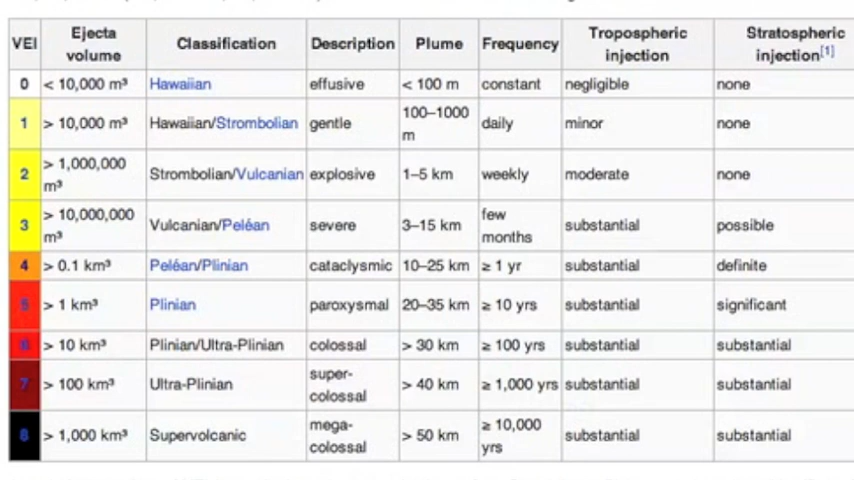 VEI Ejecta volume Classification Description Plume Frequency Tropospheric injection Stratospheric injection[1]
0 < 10,000 m³ Hawaiian effusive < 100 m constant negligible none
1 > 10,000 m³ Hawaiian/Strombolian gentle 100–1000 m daily minor none
2 > 1,000,000 m³ Strombolian/Vulcanian explosive 1–5 km weekly moderate none
3 > 10,000,000 m³ Vulcanian/Peléan severe 3–15 km few months substantial possible
4 > 0.1 km³ Peléan/Plinian cataclysmic 10–25 km ≥ 1 yr substantial definite
5 > 1 km³ Plinian paroxysmal 20–35 km ≥ 10 yrs substantial significant
6 > 10 km³ Plinian/Ultra-Plinian colossal > 30 km ≥ 100 yrs substantial substantial
7 > 100 km³ Ultra-Plinian super-colossal > 40 km ≥ 1,000 yrs substantial substantial
8 > 1,000 km³ Supervolcanic mega-colossal > 50 km ≥ 10,000 yrs substantial substantial